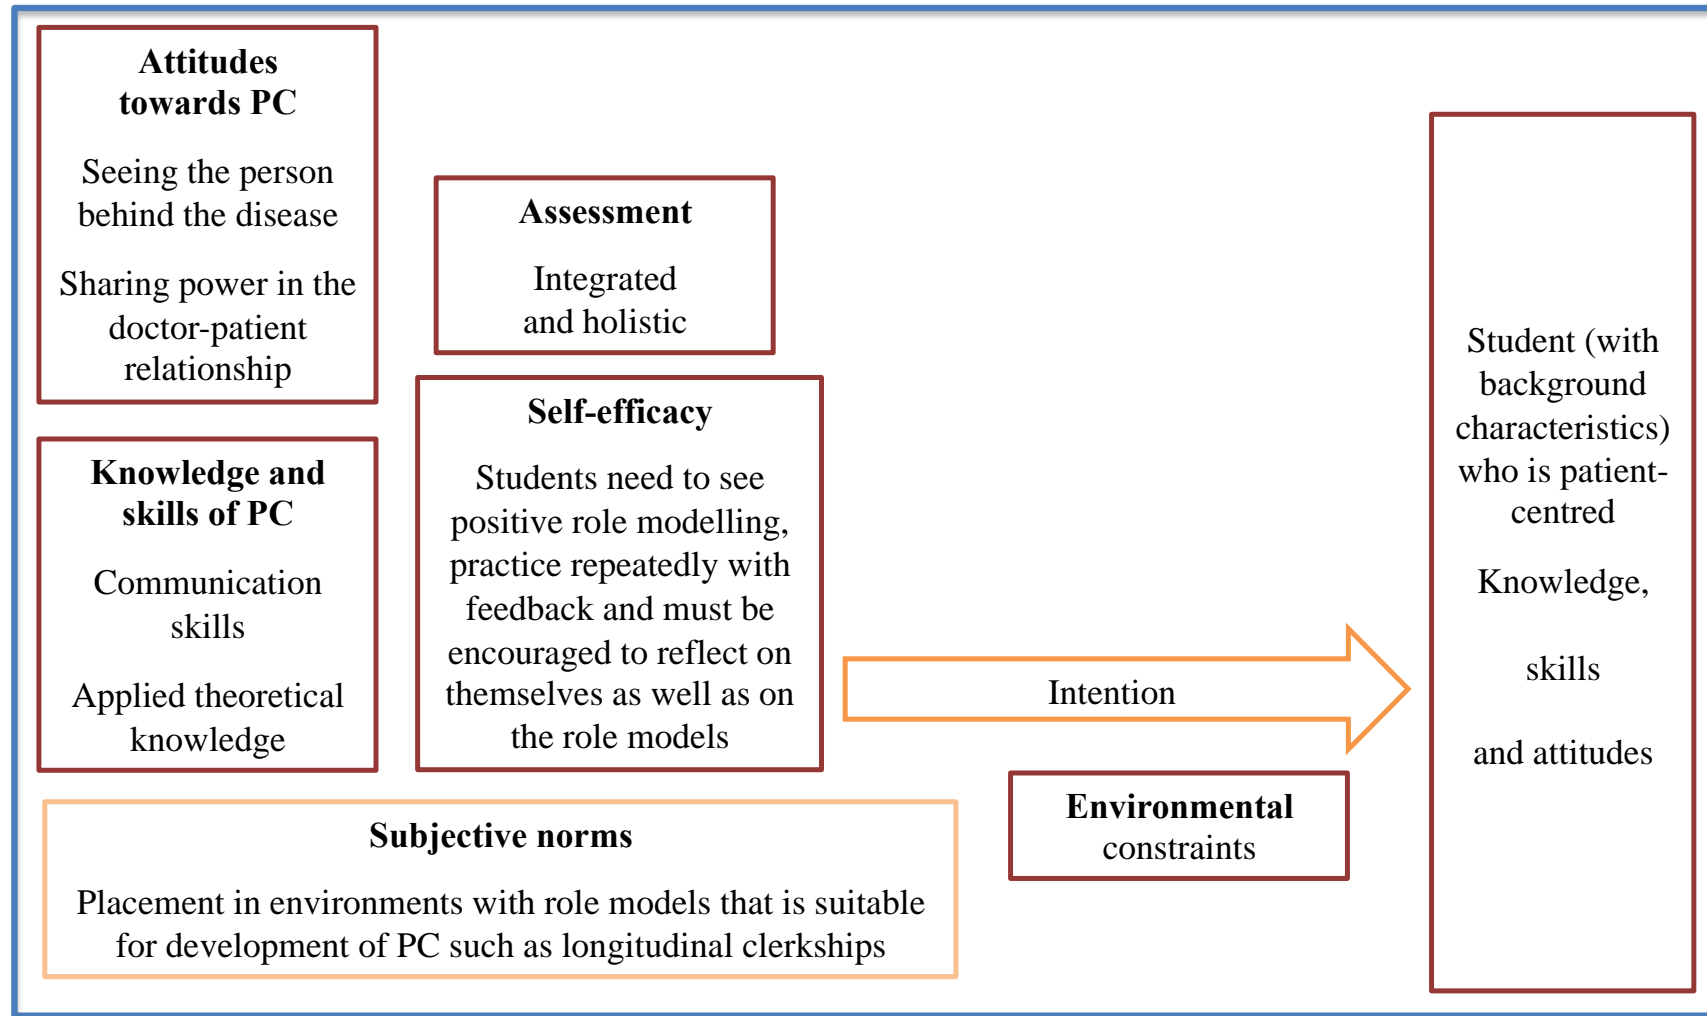 Attitudes
towards PC
Seeing the person
behind the disease
Sharing power in the
doctor-patient
relationship
Knowledge and
skills of PC
Communication
skills
Applied theoretical
knowledge
Assessment
Integrated
and holistic
Self-efficacy
Students need to see
positive role modelling,
practice repeatedly with
feedback and must be
encouraged to reflect on
themselves as well as on
the role models
Subjective norms
Placement in environments with role models that is suitable
for development of PC such as longitudinal clerkships
Intention
Environmental
constraints
Student (with
background
characteristics)
who is patient-
centred
Knowledge,
skills
and attitudes